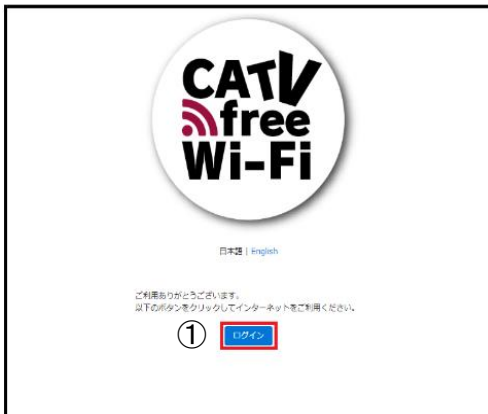 CATV
free
Wi-Fi
日本語 | English
ご利用ありがとうございます。
以下のボタンをクリックしてインターネットをご利用ください。
① ログイン